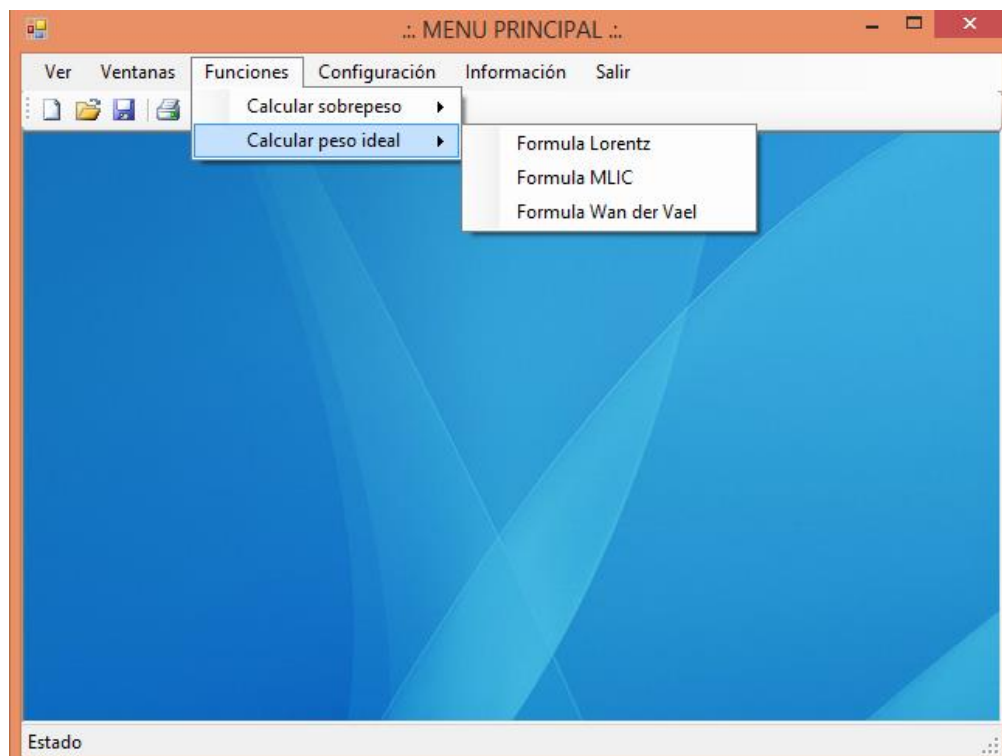 .:. MENU PRINCIPAL .:.
Ver Ventanas Funciones Configuración Información Salir
Calcular sobrepeso
Calcular peso ideal
Formula Lorentz
Formula MLIC
Formula Wan der Vael
Estado